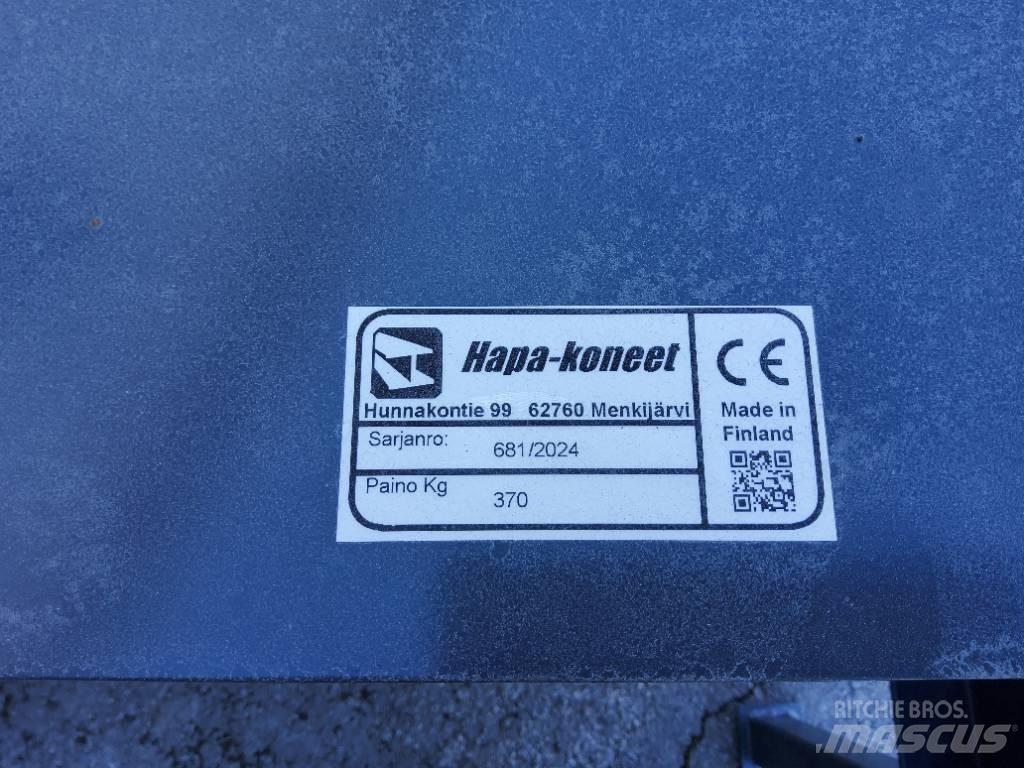 Hapa-koneet
Hunnakontie 99 62760 Menkijärvi
Sarjanro: 681/2024
Paino Kg 370
CE
Made in
Finland
RITCHIE BROS.
MASCUS